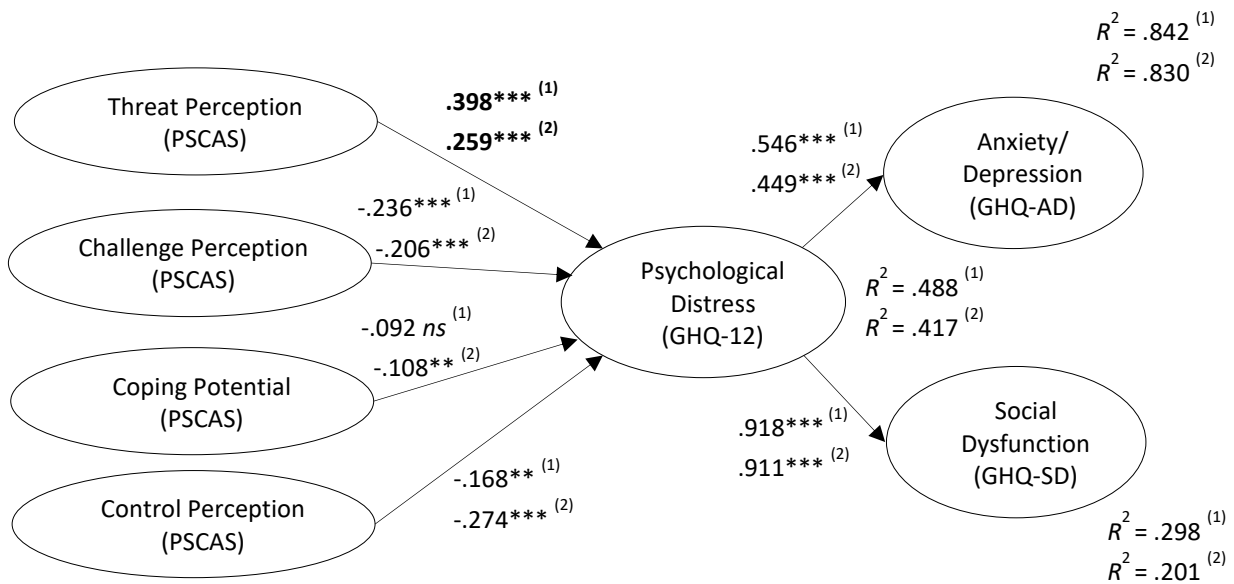 R² = .842 (1)
R² = .830 (2)
Threat Perception
(PSCAS)
.398*** (1)
.259*** (2)
Anxiety/
Depression
(GHQ-AD)
.546*** (1)
.449*** (2)
Challenge Perception
(PSCAS)
-.236*** (1)
-.206*** (2)
Psychological
Distress
(GHQ-12)
R² = .488 (1)
R² = .417 (2)
Coping Potential
(PSCAS)
-.092 ns (1)
-.108** (2)
Social
Dysfunction
(GHQ-SD)
.918*** (1)
.911*** (2)
Control Perception
(PSCAS)
-.168** (1)
-.274*** (2)
R² = .298 (1)
R² = .201 (2)